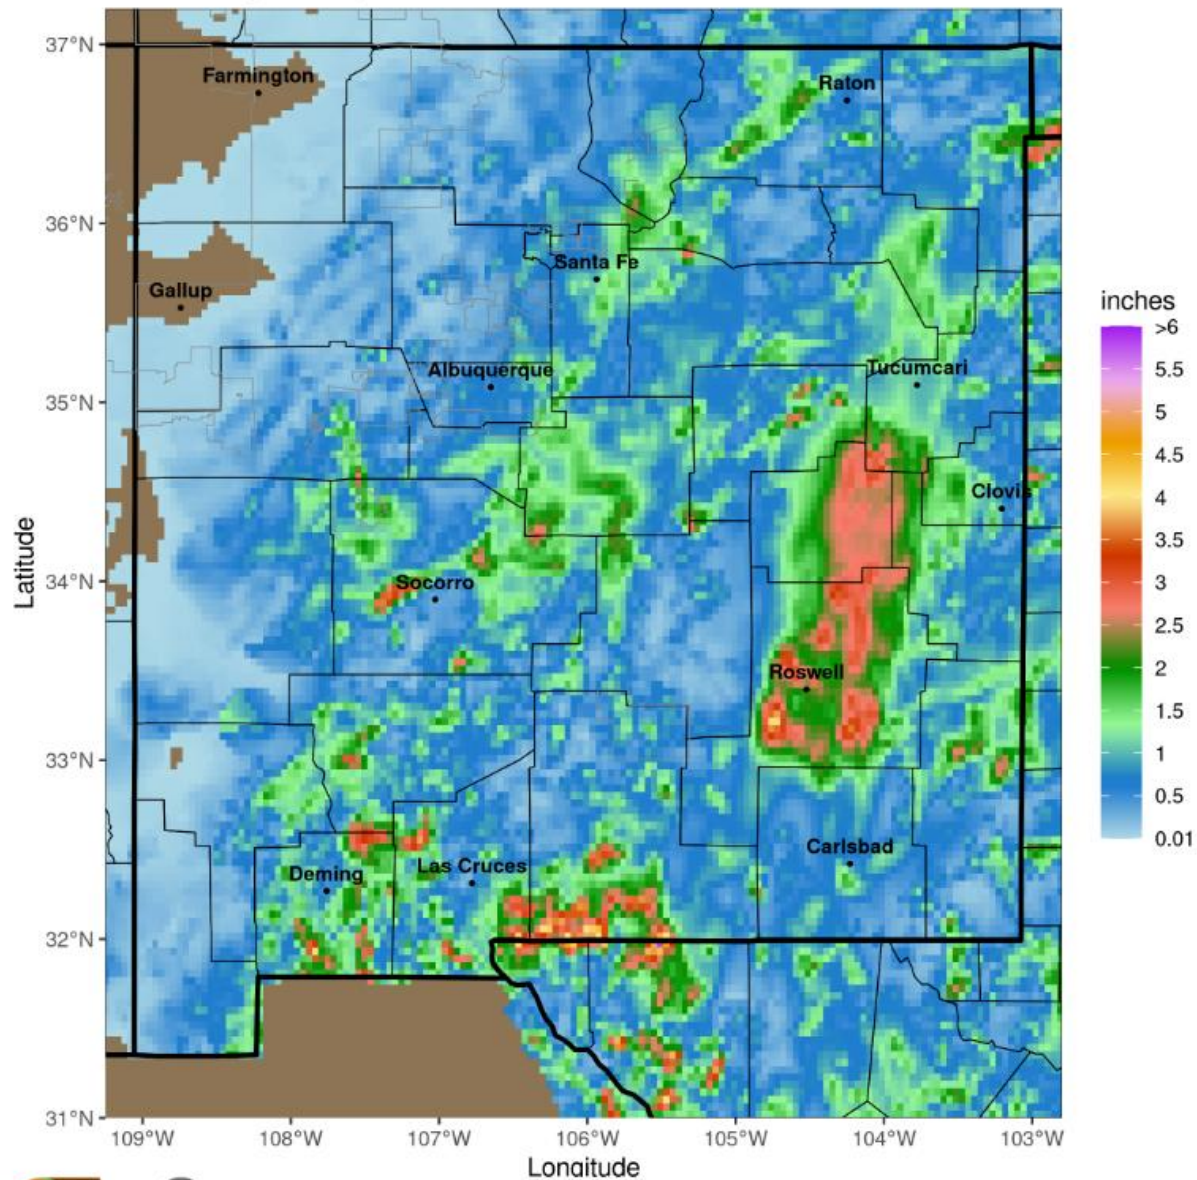 37°N
Farmington
Raton
36°N
Santa Fe
Gallup
inches
>6
5.5
5
4.5
4
3.5
3
2.5
2
1.5
1
0.5
0.01
Albuquerque
Tucumcari
35°N
Clovis
Latitude
34°N
Socorro
Roswell
33°N
Carlsbad
Deming
Las Cruces
32°N
31°N
109°W 108°W 107°W 106°W 105°W 104°W 103°W
Longitude